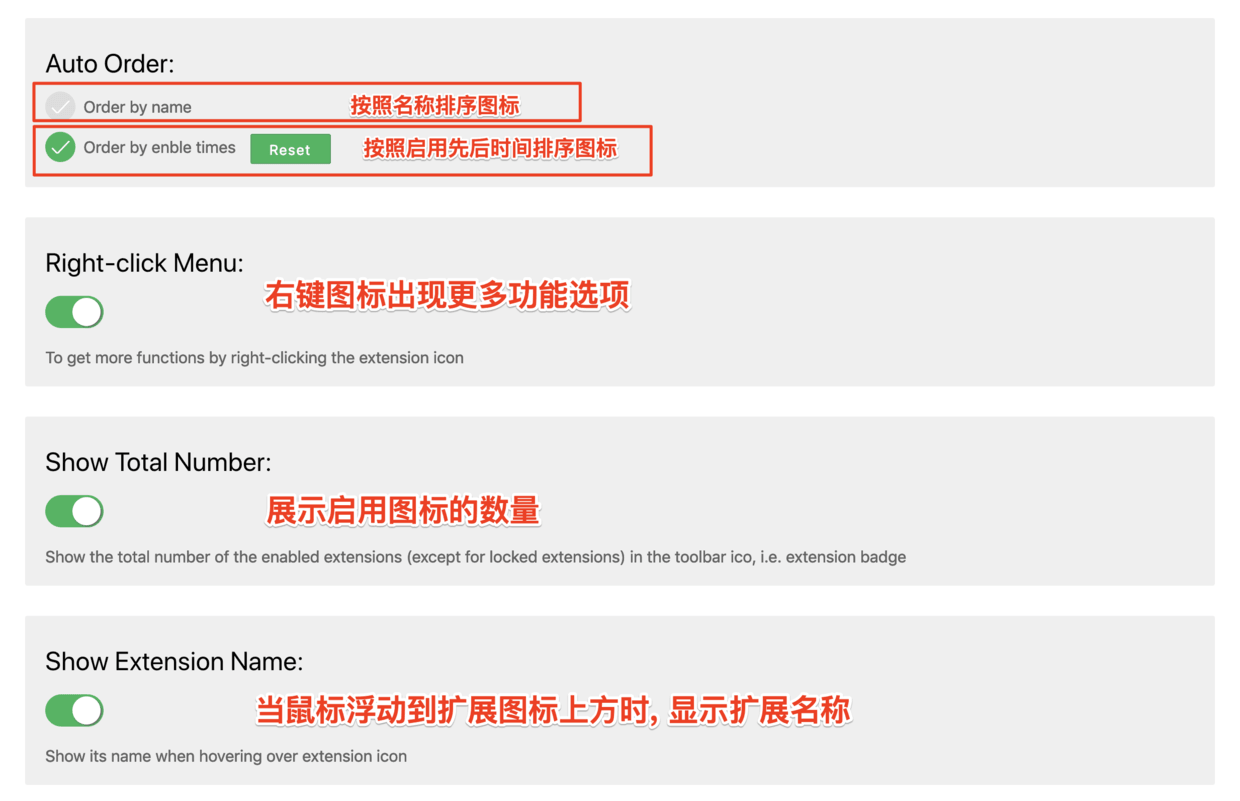 Auto Order:
Order by name 按照名称排序图标
Order by enble times Reset 按照启用先后时间排序图标
Right-click Menu:
右键图标出现更多功能选项
To get more functions by right-clicking the extension icon
Show Total Number:
展示启用图标的数量
Show the total number of the enabled extensions (except for locked extensions) in the toolbar ico, i.e. extension badge
Show Extension Name:
当鼠标浮动到扩展图标上方时, 显示扩展名称
Show its name when hovering over extension icon